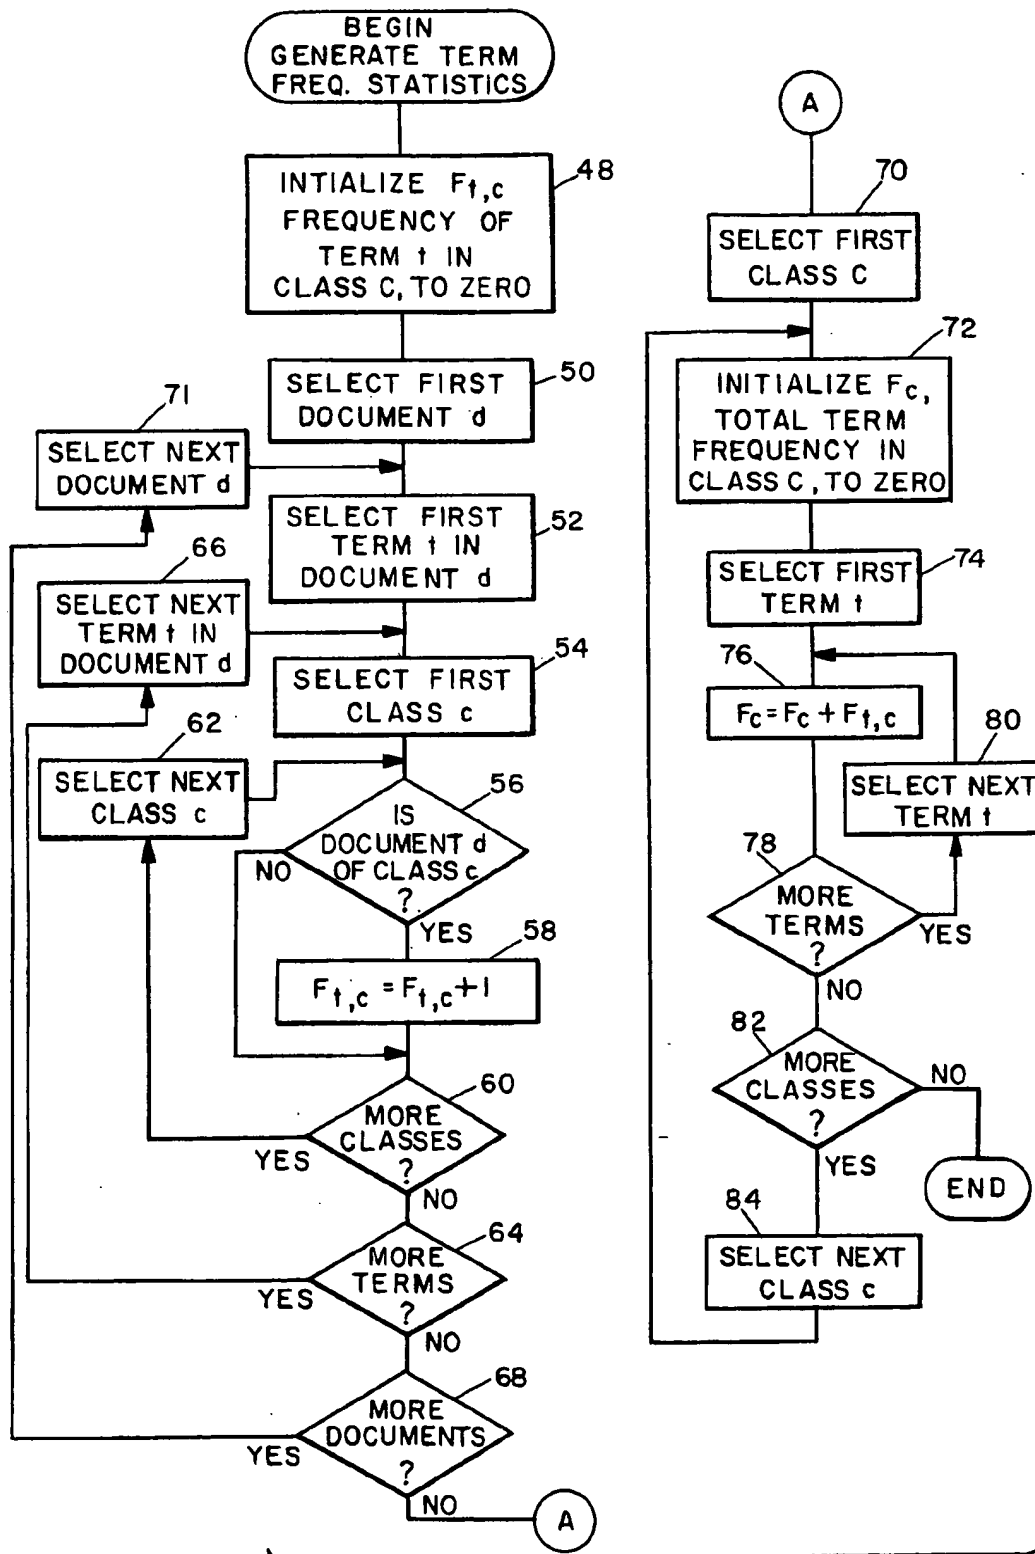 BEGIN
GENERATE TERM
FREQ. STATISTICS
48
INTIALIZE Ft,c
FREQUENCY OF
TERM t IN
CLASS C, TO ZERO
50
SELECT FIRST
DOCUMENT d
71
SELECT NEXT
DOCUMENT d
52
SELECT FIRST
TERM t IN
DOCUMENT d
66
SELECT NEXT
TERM t IN
DOCUMENT d
54
SELECT FIRST
CLASS c
62
SELECT NEXT
CLASS c
56
IS
DOCUMENT d
OF CLASS c
?
NO
YES
58
Ft,c = Ft,c + 1
60
MORE
CLASSES
?
YES
NO
64
MORE
TERMS
?
YES
NO
68
MORE
DOCUMENTS
?
YES
NO
A
A
70
SELECT FIRST
CLASS C
72
INITIALIZE Fc,
TOTAL TERM
FREQUENCY IN
CLASS C, TO ZERO
74
SELECT FIRST
TERM t
76
Fc = Fc + Ft,c
80
SELECT NEXT
TERM t
78
MORE
TERMS
?
YES
NO
82
MORE
CLASSES
?
NO
YES
END
84
SELECT NEXT
CLASS c